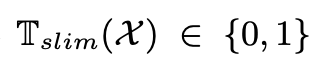 𝕋_{slim}(𝒳) ∈ {0, 1}